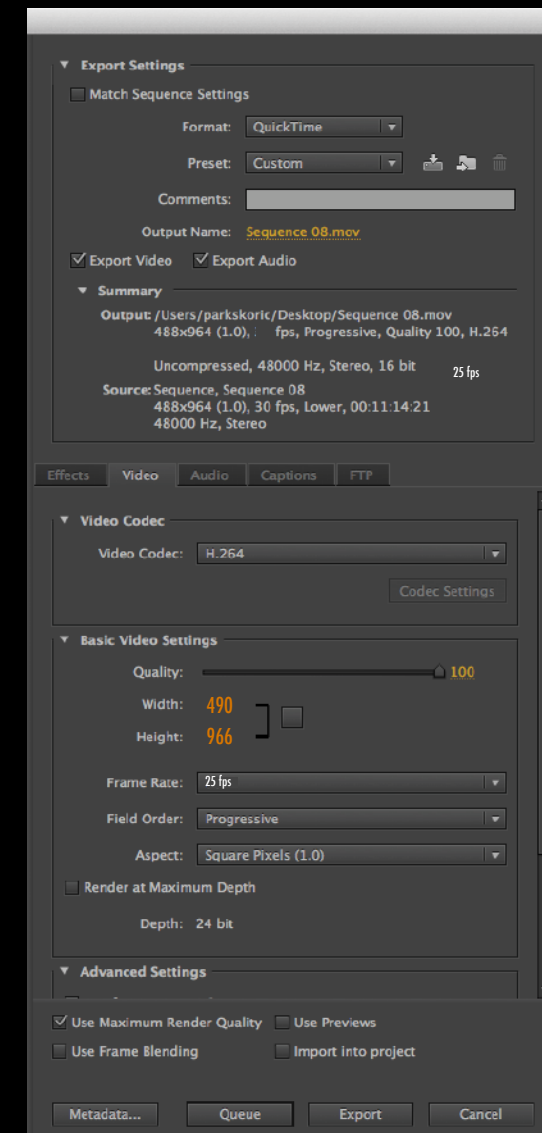 Export Settings
Match Sequence Settings
Format: QuickTime
Preset: Custom
Comments:
Output Name: Sequence 08.mov
Export Video Export Audio
Summary
Output: /Users/parkskoric/Desktop/Sequence 08.mov
488x964 (1.0), fps, Progressive, Quality 100, H.264
Uncompressed, 48000 Hz, Stereo, 16 bit
25 fps
Source: Sequence, Sequence 08
488x964 (1.0), 30 fps, Lower, 00:11:14:21
48000 Hz, Stereo
Effects Video Audio Captions FTP
Video Codec
Video Codec: H.264
Codec Settings
Basic Video Settings
Quality: 100
Width: 490
Height: 966
Frame Rate: 25 fps
Field Order: Progressive
Aspect: Square Pixels (1.0)
Render at Maximum Depth
Depth: 24 bit
Advanced Settings
Use Maximum Render Quality Use Previews
Use Frame Blending Import into project
Metadata... Queue Export Cancel